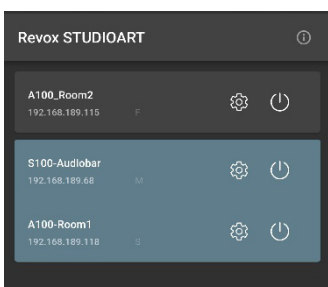 Revox STUDIOART
A100_Room2
192.168.189.115 F
S100-Audiobar
192.168.189.68 M
A100-Room1
192.168.189.118 S